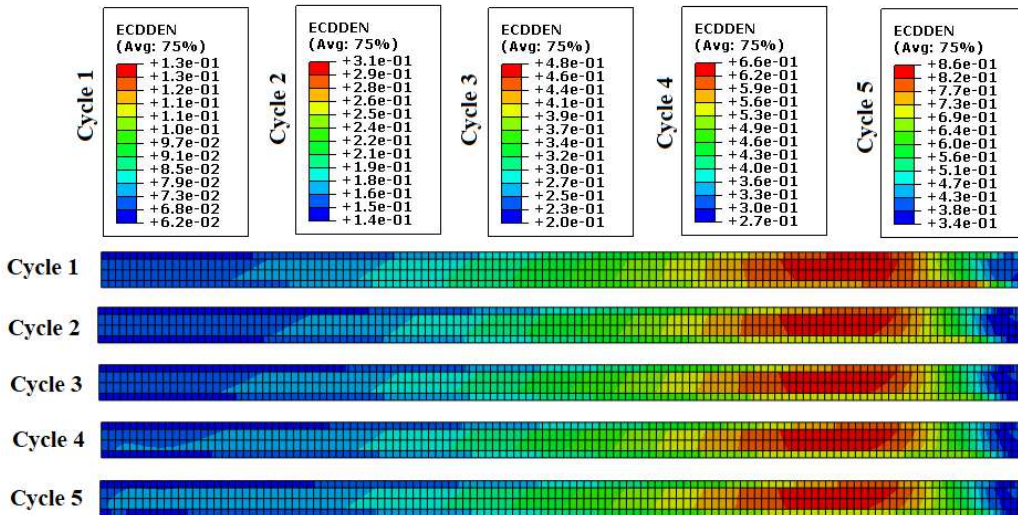 Cycle 1
ECDDEN
(Avg: 75%)
+1.3e-01
+1.3e-01
+1.2e-01
+1.1e-01
+1.1e-01
+1.0e-01
+9.7e-02
+9.1e-02
+8.5e-02
+7.9e-02
+7.3e-02
+6.8e-02
+6.2e-02
Cycle 2
ECDDEN
(Avg: 75%)
+3.1e-01
+2.9e-01
+2.8e-01
+2.6e-01
+2.5e-01
+2.4e-01
+2.2e-01
+2.1e-01
+1.9e-01
+1.8e-01
+1.6e-01
+1.5e-01
+1.4e-01
Cycle 3
ECDDEN
(Avg: 75%)
+4.8e-01
+4.6e-01
+4.4e-01
+4.1e-01
+3.9e-01
+3.7e-01
+3.4e-01
+3.2e-01
+3.0e-01
+2.7e-01
+2.5e-01
+2.3e-01
+2.0e-01
Cycle 4
ECDDEN
(Avg: 75%)
+6.6e-01
+6.2e-01
+5.9e-01
+5.6e-01
+5.3e-01
+4.9e-01
+4.6e-01
+4.3e-01
+4.0e-01
+3.6e-01
+3.3e-01
+3.0e-01
+2.7e-01
Cycle 5
ECDDEN
(Avg: 75%)
+8.6e-01
+8.2e-01
+7.7e-01
+7.3e-01
+6.9e-01
+6.4e-01
+6.0e-01
+5.6e-01
+5.1e-01
+4.7e-01
+4.3e-01
+3.8e-01
+3.4e-01
Cycle 1
Cycle 2
Cycle 3
Cycle 4
Cycle 5